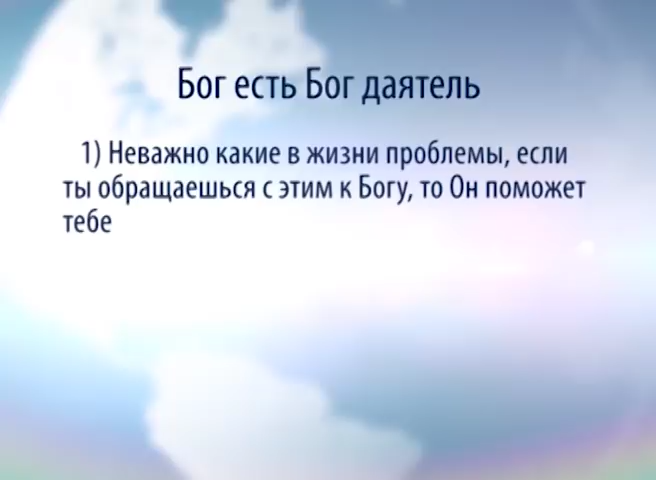 Бог есть Бог даятель
1) Неважно какие в жизни проблемы, если
ты обращаешься с этим к Богу, то Он поможет
тебе